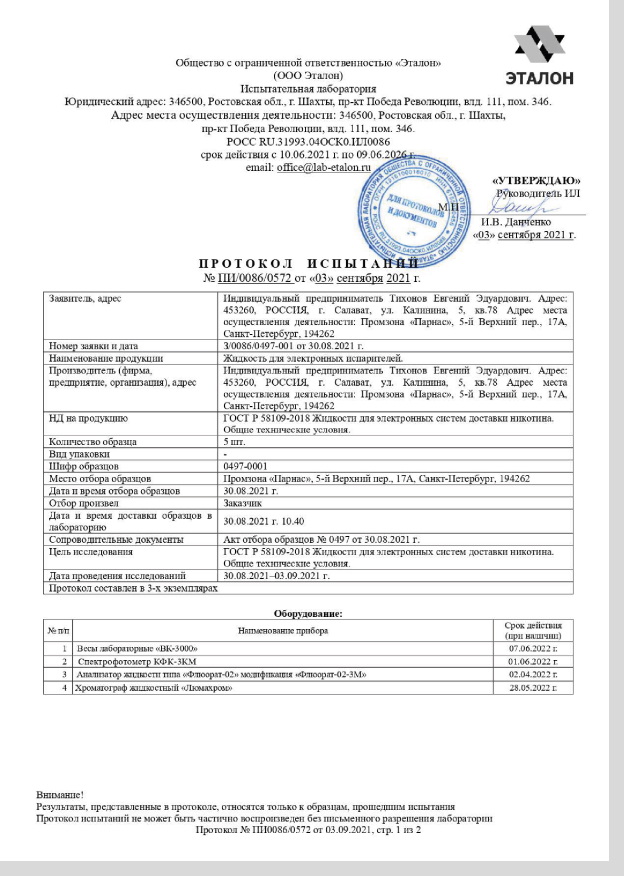 ЭТАЛОН
Общество с ограниченной ответственностью «Эталон»
(ООО Эталон)
Испытательная лаборатория
Юридический адрес: 346500, Ростовская обл., г. Шахты, пр-кт Победа Революции, влд. 111, пом. 346.
Адрес места осуществления деятельности: 346500, Ростовская обл., г. Шахты,
пр-кт Победа Революции, влд. 111, пом. 346.
РОСС RU.31993.04ОСК0.ИЛ0086
срок действия с 10.06.2021 г. по 09.06.2026 г.
email: office@lab-etalon.ru
«УТВЕРЖДАЮ»
Руководитель ИЛ
М.П.
ДЛЯ ПРОТОКОЛОВ
И ДОКУМЕНТОВ
И.В. Данченко
«03» сентября 2021 г.
ПРОТОКОЛ ИСПЫТАНИЙ
№ ПИ/0086/0572 от «03» сентября 2021 г.
Заявитель, адрес
Индивидуальный предприниматель Тихонов Евгений Эдуардович. Адрес:
453260, РОССИЯ, г. Салават, ул. Калинина, 5, кв.78 Адрес места
осуществления деятельности: Промзона «Парнас», 5-й Верхний пер., 17А,
Санкт-Петербург, 194262
Номер заявки и дата
З/0086/0497-001 от 30.08.2021 г.
Наименование продукции
Жидкость для электронных испарителей.
Производитель (фирма,
предприятие, организация), адрес
Индивидуальный предприниматель Тихонов Евгений Эдуардович. Адрес:
453260, РОССИЯ, г. Салават, ул. Калинина, 5, кв.78 Адрес места
осуществления деятельности: Промзона «Парнас», 5-й Верхний пер., 17А,
Санкт-Петербург, 194262
НД на продукцию
ГОСТ Р 58109-2018 Жидкости для электронных систем доставки никотина.
Общие технические условия.
Количество образца
5 шт.
Вид упаковки
-
Шифр образцов
0497-0001
Место отбора образцов
Промзона «Парнас», 5-й Верхний пер., 17А, Санкт-Петербург, 194262
Дата и время отбора образцов
30.08.2021 г.
Отбор произвел
Заказчик
Дата и время доставки образцов в
лабораторию
30.08.2021 г. 10.40
Сопроводительные документы
Акт отбора образцов № 0497 от 30.08.2021 г.
Цель исследования
ГОСТ Р 58109-2018 Жидкости для электронных систем доставки никотина.
Общие технические условия.
Дата проведения исследований
30.08.2021–03.09.2021 г.
Протокол составлен в 3-х экземплярах
Оборудование:
№ п/п
Наименование прибора
Срок действия
(при наличии)
1 Весы лабораторные «ВК-3000» 07.06.2022 г.
2 Спектрофотометр КФК-3КМ 01.06.2022 г.
3 Анализатор жидкости типа «Флюорат-02» модификация «Флюорат-02-3М» 02.04.2022 г.
4 Хроматограф жидкостный «Люмахром» 28.05.2022 г.
Внимание!
Результаты, представленные в протоколе, относятся только к образцам, прошедшим испытания
Протокол испытаний не может быть частично воспроизведен без письменного разрешения лаборатории
Протокол № ПИ0086/0572 от 03.09.2021, стр. 1 из 2